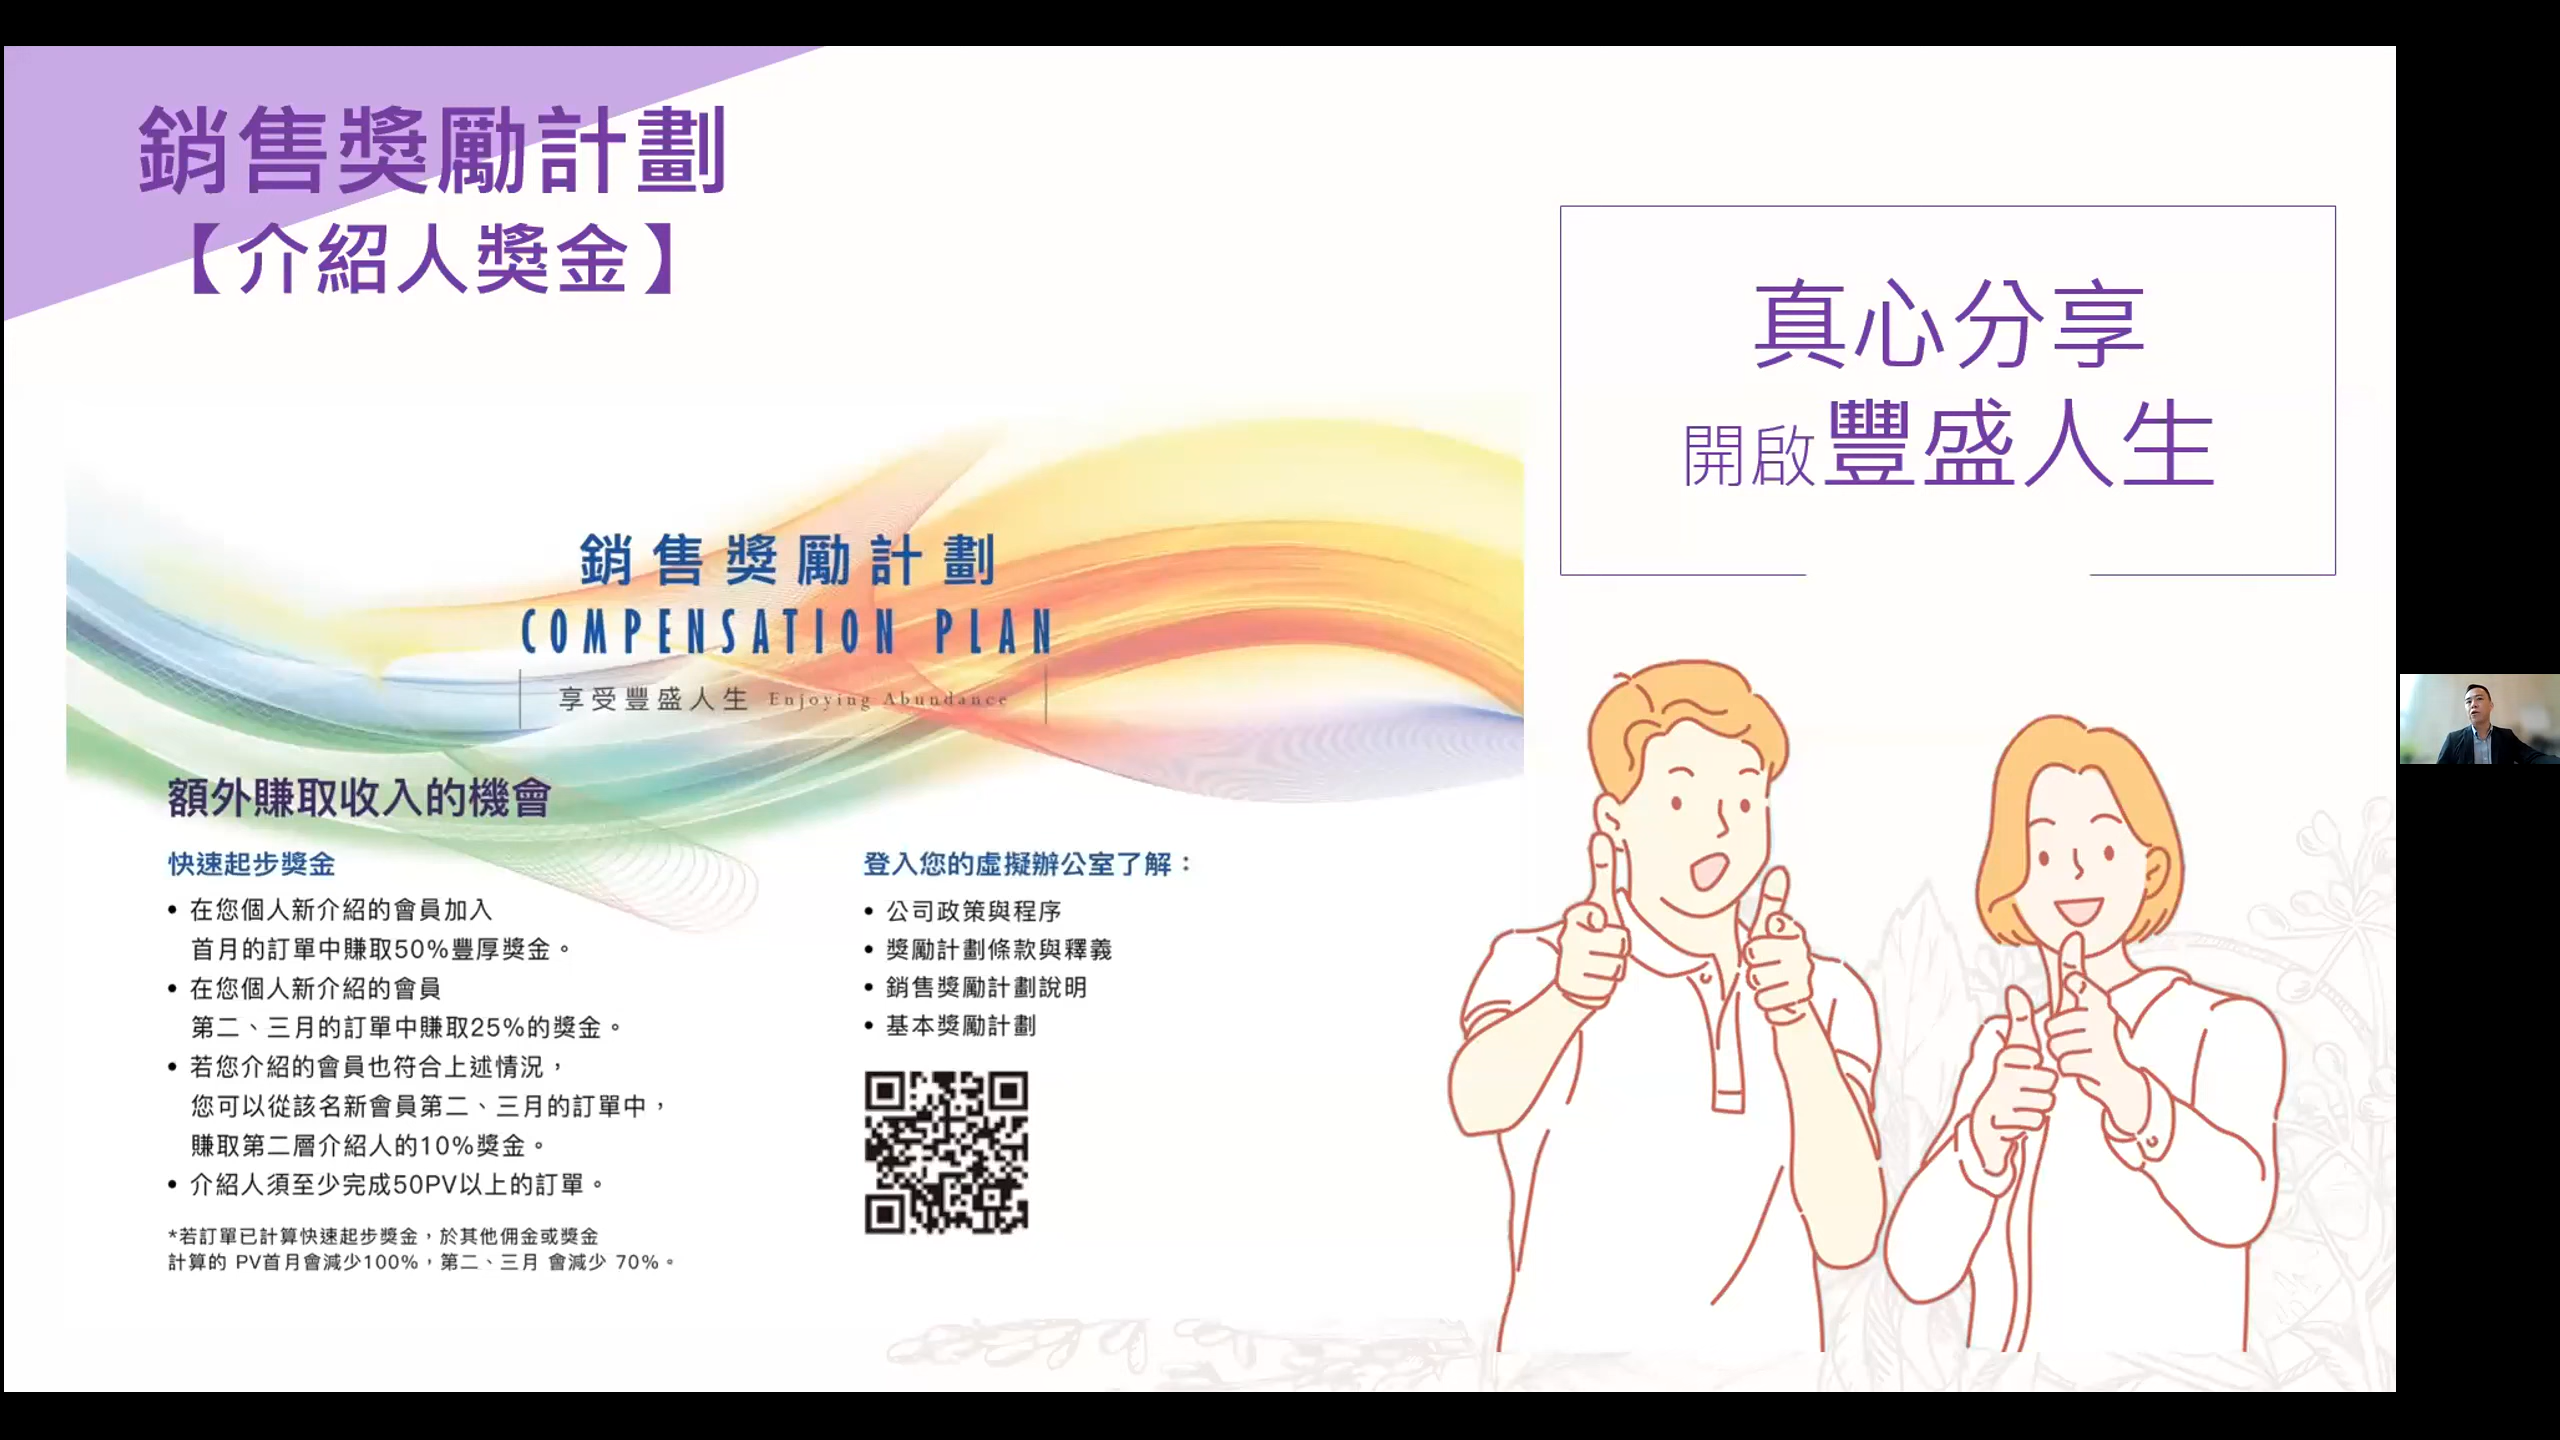 銷售獎勵計劃
【介紹人獎金】
真心分享
開啟豐盛人生
銷售獎勵計劃
COMPENSATION PLAN
享受豐盛人生 Enjoying Abundance
額外賺取收入的機會
快速起步獎金
• 在您個人新介紹的會員加入
首月的訂單中賺取50%豐厚獎金。
• 在您個人新介紹的會員
第二、三月的訂單中賺取25%的獎金。
• 若您介紹的會員也符合上述情況，
您可以從該名新會員第二、三月的訂單中，
賺取第二層介紹人的10%獎金。
• 介紹人須至少完成50PV以上的訂單。
*若訂單已計算快速起步獎金，於其他佣金或獎金
計算的 PV首月會減少100%，第二、三月 會減少 70%。
登入您的虛擬辦公室了解：
• 公司政策與程序
• 獎勵計劃條款與釋義
• 銷售獎勵計劃說明
• 基本獎勵計劃